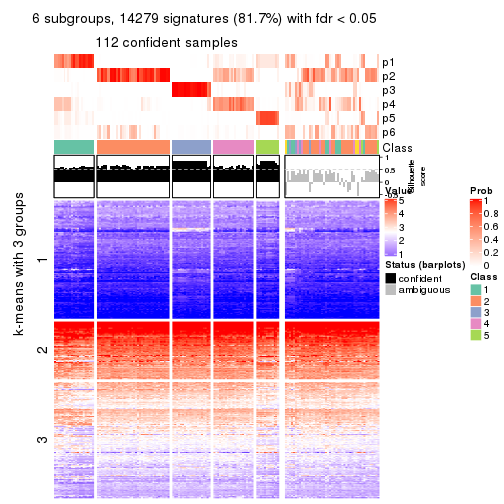 6 subgroups, 14279 signatures (81.7%) with fdr < 0.05
112 confident samples
p1
p2
p3
p4
p5
p6
Class
1
0.5
0
-0.5
Silhouette
score
k-means with 3 groups
1
2
3
Value
5
4
3
2
1
Status (barplots)
confident
ambiguous
Prob
1
0.8
0.6
0.4
0.2
0
Class
1
2
3
4
5